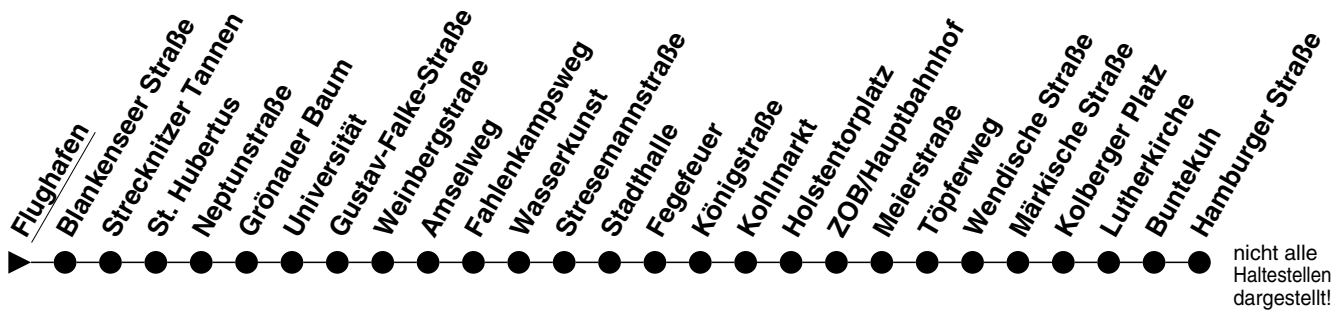 Flughafen
Blankenseer Straße
Strecknitzer Tannen
St. Hubertus
Neptunstraße
Grönauer Baum
Universität
Gustav-Falke-Straße
Weinbergstraße
Amselweg
Fahlenkampsweg
Wasserkunst
Stresemannstraße
Stadthalle
Fegefeuer
Königstraße
Kohlmarkt
Holstentorplatz
ZOB/Hauptbahnhof
Meierstraße
Töpferweg
Wendische Straße
Märkische Straße
Kolberger Platz
Lutherkirche
Buntekuh
Hamburger Straße
nicht alle
Haltestellen
dargestellt!